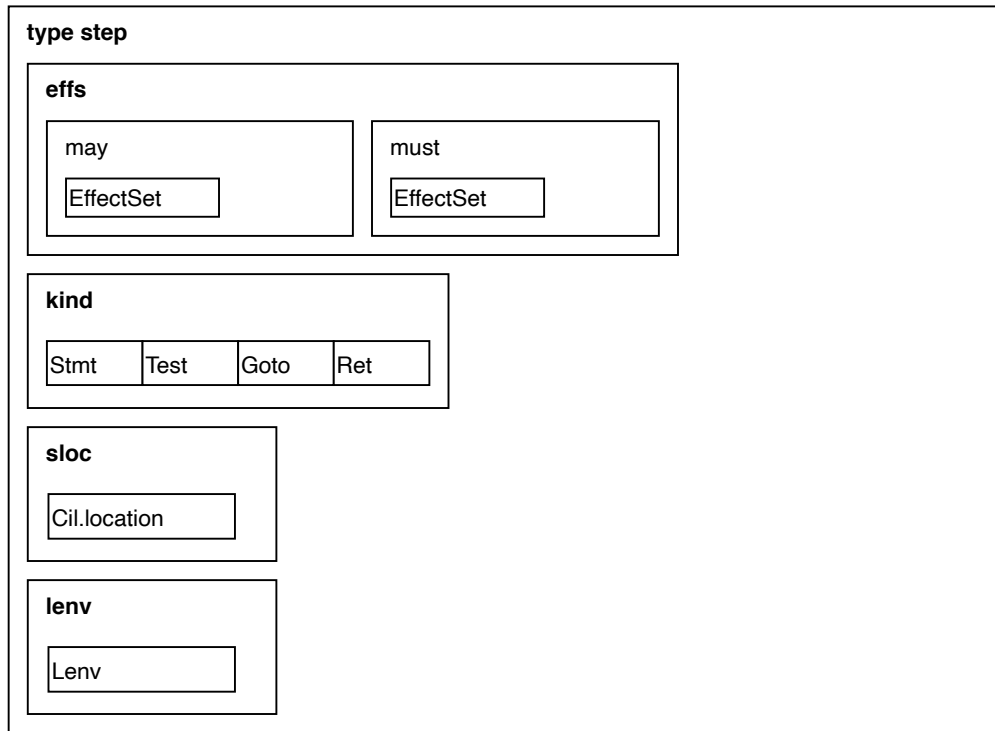 type step
effs
may must
EffectSet EffectSet
kind
Stmt Test Goto Ret
sloc
Cil.location
lenv
Lenv